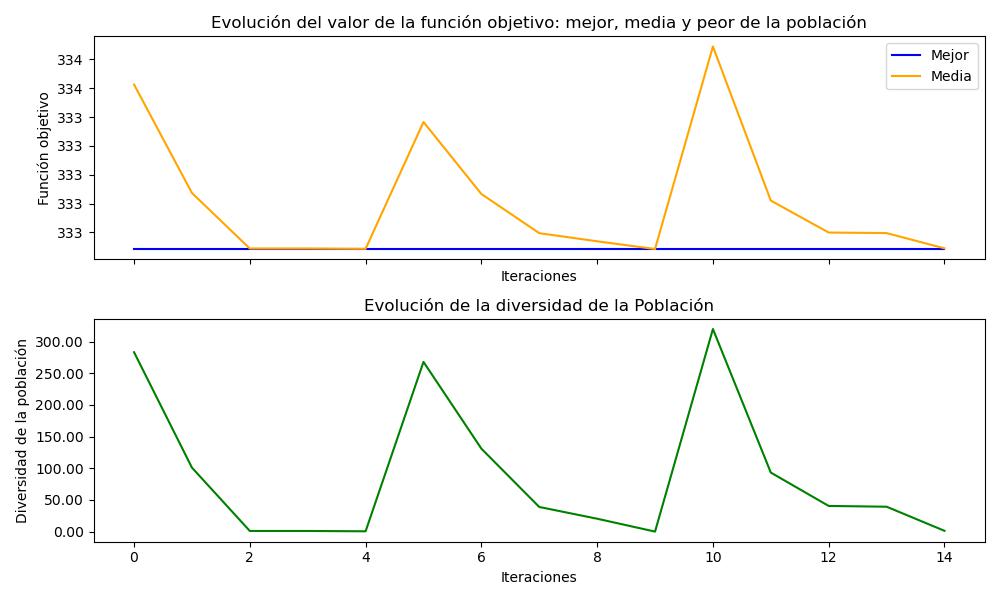 Evolución del valor de la función objetivo: mejor, media y peor de la población
Función objetivo
334
334
333
333
333
333
333
Mejor
Media
Iteraciones
Evolución de la diversidad de la Población
Diversidad de la población
300.00
250.00
200.00
150.00
100.00
50.00
0.00
0 2 4 6 8 10 12 14
Iteraciones